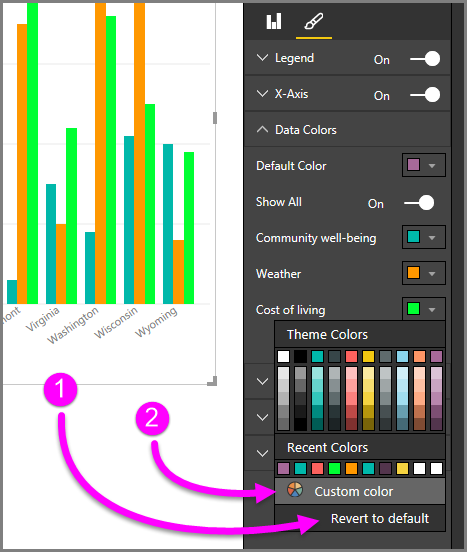 Legend On
X-Axis On
Data Colors
Default Color
Show All On
Community well-being
Weather
Cost of living
Theme Colors
Recent Colors
Custom color
Revert to default
mont
Virginia
Washington
Wisconsin
Wyoming
1
2